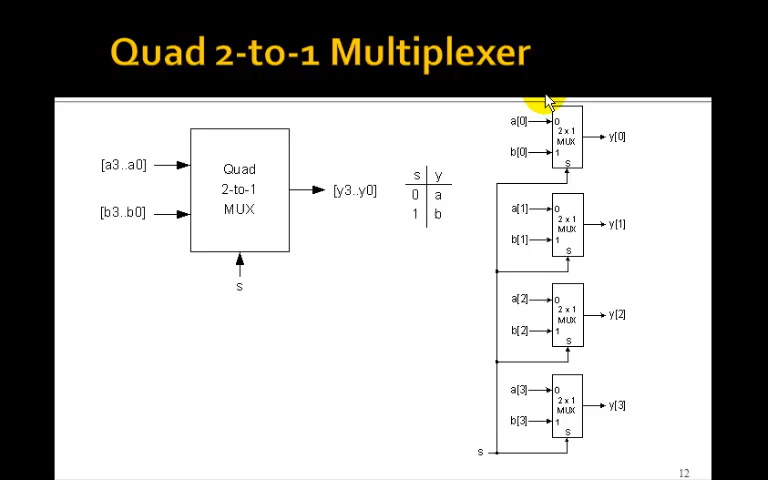 Quad 2-to-1 Multiplexer
[a3..a0]
[b3..b0]
Quad
2-to-1
MUX
[y3..y0]
s
s y
0 a
1 b
a[0]
b[0]
0
2 x 1
MUX
1
S
y[0]
a[1]
b[1]
0
2 x 1
MUX
1
S
y[1]
a[2]
b[2]
0
2 x 1
MUX
1
S
y[2]
a[3]
b[3]
0
2 x 1
MUX
1
S
y[3]
s
12